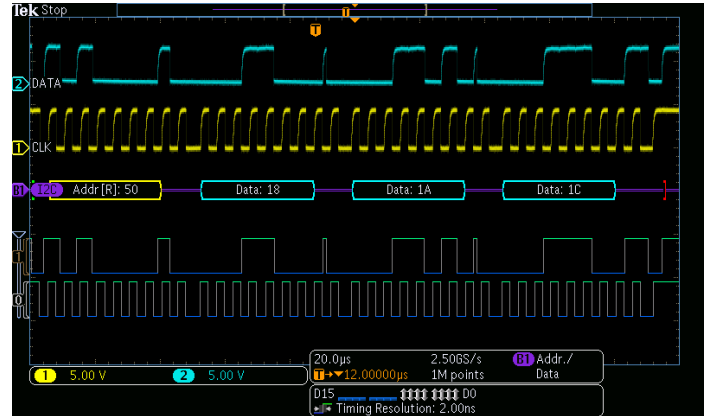 Tek Stop
T
T
2 DATA
1 CLK
B1 I2C Addr[R]: 50 Data: 18 Data: 1A Data: 1C
1
0
1 5.00 V 2 5.00 V
20.0µs 2.50GS/s B1 Addr./
T→▼12.00000µs 1M points Data
D15 D0
Timing Resolution: 2.00ns